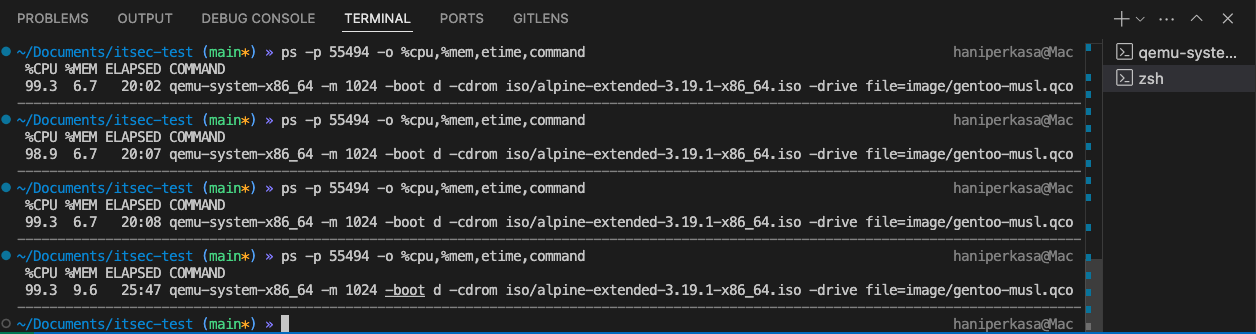 PROBLEMS OUTPUT DEBUG CONSOLE TERMINAL PORTS GITLENS
~/Documents/itsec-test (main*) » ps -p 55494 -o %cpu,%mem,etime,command haniperkasa@Mac
%CPU %MEM ELAPSED COMMAND
99.3 6.7 20:02 qemu-system-x86_64 -m 1024 -boot d -cdrom iso/alpine-extended-3.19.1-x86_64.iso -drive file=image/gentoo-musl.qco
~/Documents/itsec-test (main*) » ps -p 55494 -o %cpu,%mem,etime,command haniperkasa@Mac
%CPU %MEM ELAPSED COMMAND
98.9 6.7 20:07 qemu-system-x86_64 -m 1024 -boot d -cdrom iso/alpine-extended-3.19.1-x86_64.iso -drive file=image/gentoo-musl.qco
~/Documents/itsec-test (main*) » ps -p 55494 -o %cpu,%mem,etime,command haniperkasa@Mac
%CPU %MEM ELAPSED COMMAND
99.3 6.7 20:08 qemu-system-x86_64 -m 1024 -boot d -cdrom iso/alpine-extended-3.19.1-x86_64.iso -drive file=image/gentoo-musl.qco
~/Documents/itsec-test (main*) » ps -p 55494 -o %cpu,%mem,etime,command haniperkasa@Mac
%CPU %MEM ELAPSED COMMAND
99.3 9.6 25:47 qemu-system-x86_64 -m 1024 -boot d -cdrom iso/alpine-extended-3.19.1-x86_64.iso -drive file=image/gentoo-musl.qco
~/Documents/itsec-test (main*) » haniperkasa@Mac
qemu-syste...
zsh